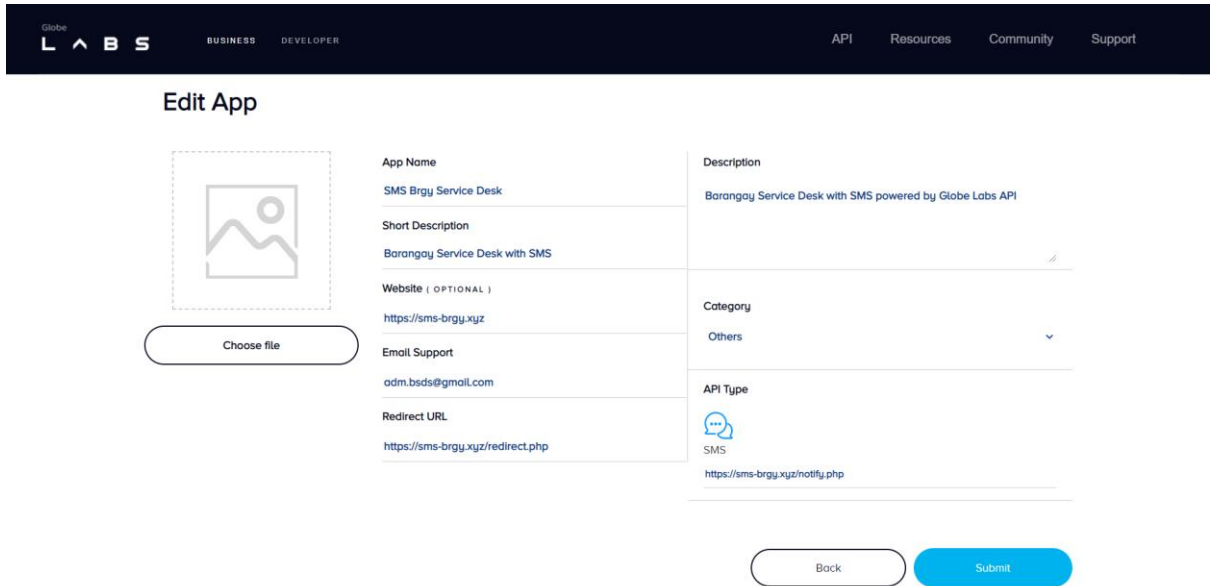 Globe
LABS
BUSINESS DEVELOPER
API Resources Community Support
Edit App
Choose file
App Name
SMS Brgy Service Desk
Short Description
Barangay Service Desk with SMS
Website ( OPTIONAL )
https://sms-brgy.xyz
Email Support
adm.bsds@gmail.com
Redirect URL
https://sms-brgy.xyz/redirect.php
Description
Barangay Service Desk with SMS powered by Globe Labs API
Category
Others
API Type
SMS
https://sms-brgy.xyz/notify.php
Back
Submit